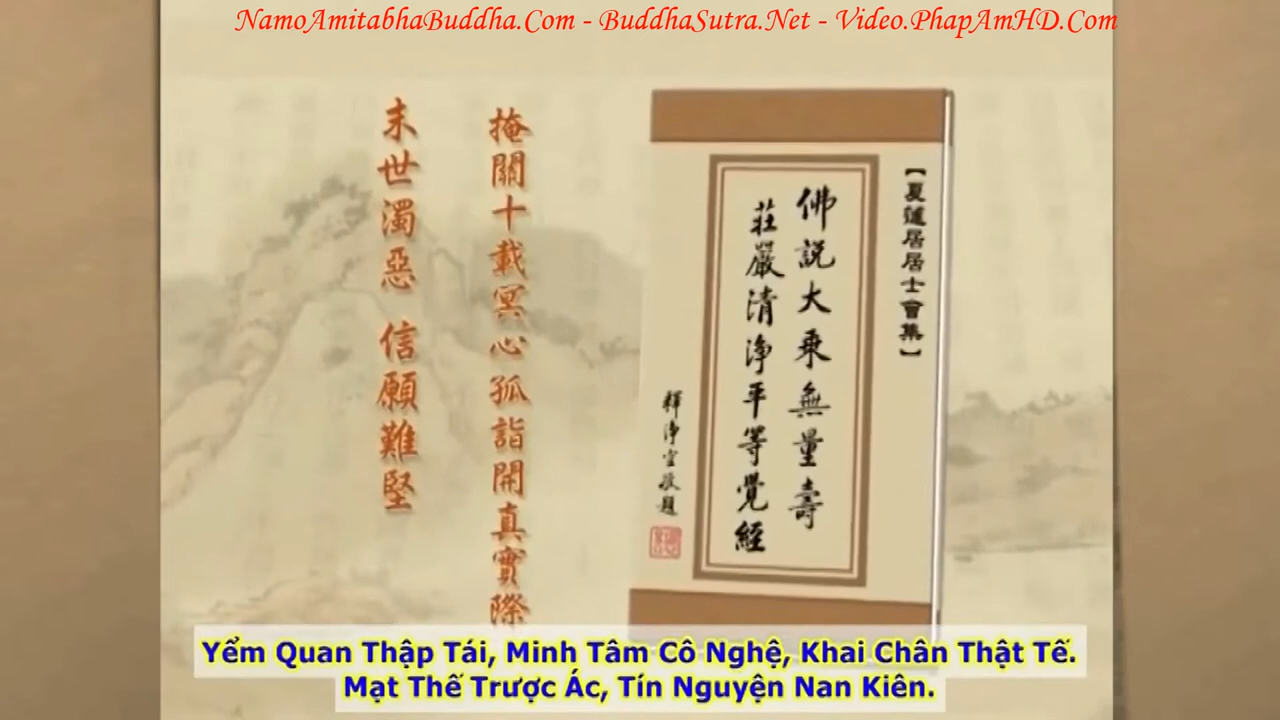 NamoAmitabhaBuddha.Com - BuddhaSutra.Net - Video.PhapAmHD.Com
【夏蓮居居士會集】
佛説大乘無量壽
莊嚴清淨平等覺經
釋淨空敬題
掩關十載冥心孤詣開真實際
末世濁惡 信願難堅
Yểm Quan Thập Tái, Minh Tâm Cô Nghệ, Khai Chân Thật Tế.
Mạt Thế Trược Ác, Tín Nguyện Nan Kiên.